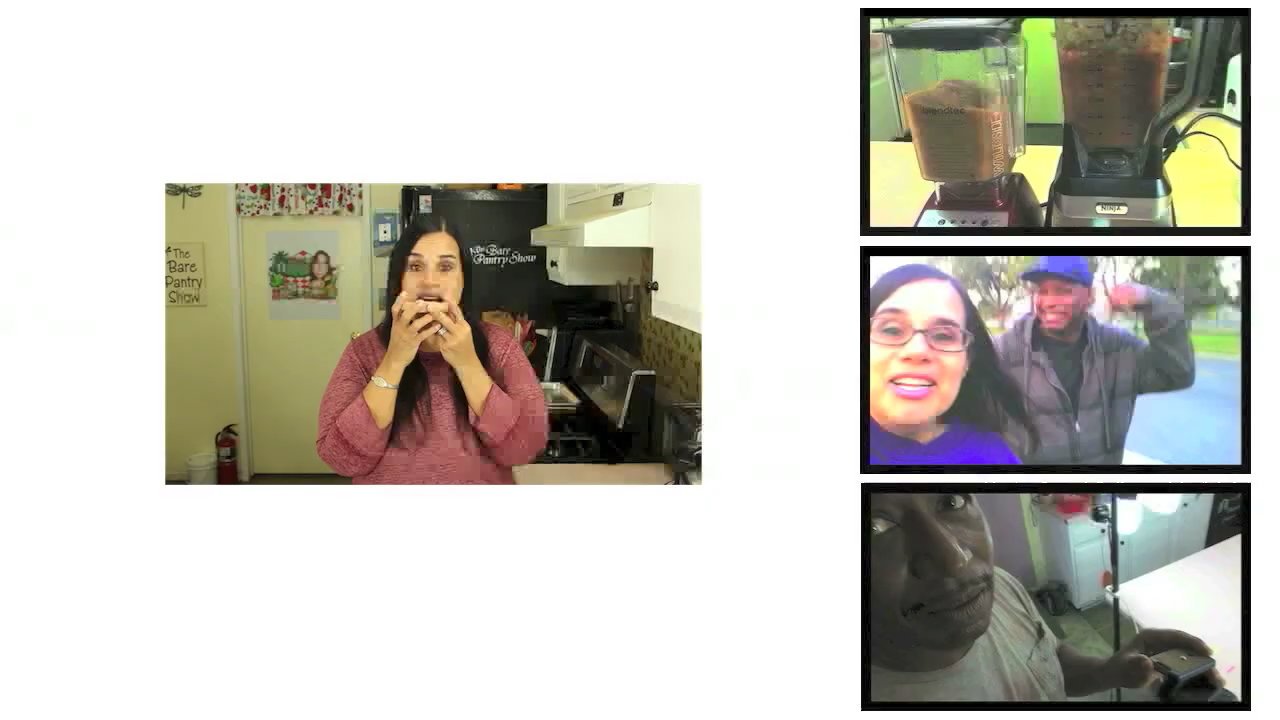 The
Bare
Pantry
Show
The Bare
Pantry Show
blendtec
NINJA